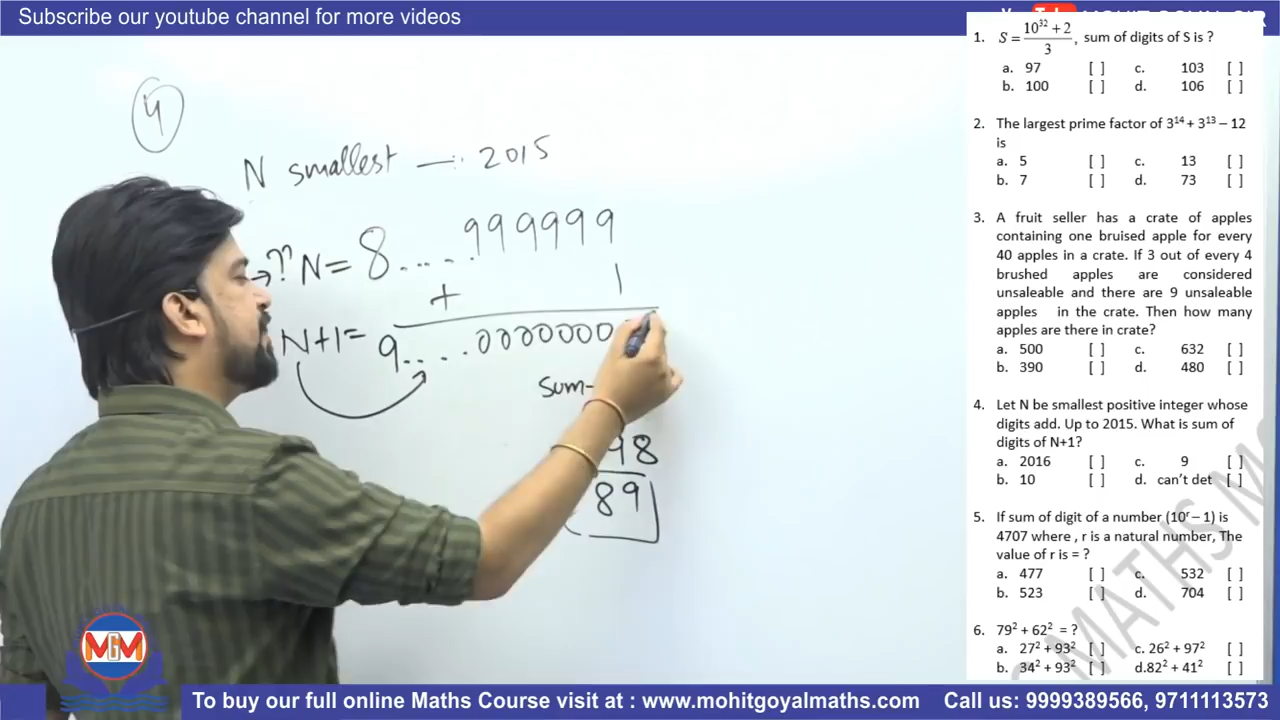 Subscribe our youtube channel for more videos
4
N smallest — 2015
→ ?? N = 8.....999999
+ 1
N+1 = 9....0000000
Sum-
98
89
1. S = (10³² + 2)/3, sum of digits of S is ?
a. 97 [ ] c. 103 [ ]
b. 100 [ ] d. 106 [ ]
2. The largest prime factor of 3¹⁴ + 3¹³ – 12
is
a. 5 [ ] c. 13 [ ]
b. 7 [ ] d. 73 [ ]
3. A fruit seller has a crate of apples
containing one bruised apple for every
40 apples in a crate. If 3 out of every 4
brushed apples are considered
unsaleable and there are 9 unsaleable
apples in the crate. Then how many
apples are there in crate?
a. 500 [ ] c. 632 [ ]
b. 390 [ ] d. 480 [ ]
4. Let N be smallest positive integer whose
digits add. Up to 2015. What is sum of
digits of N+1?
a. 2016 [ ] c. 9 [ ]
b. 10 [ ] d. can't det [ ]
5. If sum of digit of a number (10ʳ – 1) is
4707 where , r is a natural number, The
value of r is = ?
a. 477 [ ] c. 532 [ ]
b. 523 [ ] d. 704 [ ]
6. 79² + 62² = ?
a. 27² + 93² [ ] c. 26² + 97² [ ]
b. 34² + 93² [ ] d.82² + 41² [ ]
MGM
To buy our full online Maths Course visit at : www.mohitgoyalmaths.com Call us: 9999389566, 9711113573